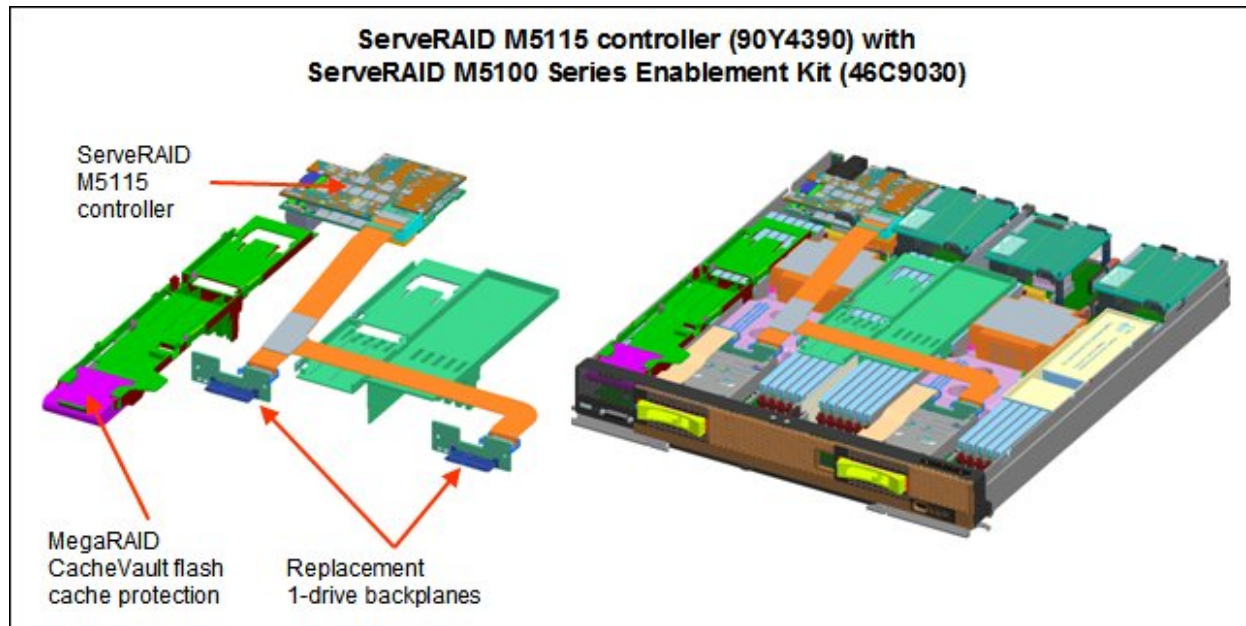 ServeRAID M5115 controller (90Y4390) with
ServeRAID M5100 Series Enablement Kit (46C9030)
ServeRAID
M5115
controller
MegaRAID
CacheVault flash
cache protection
Replacement
1-drive backplanes